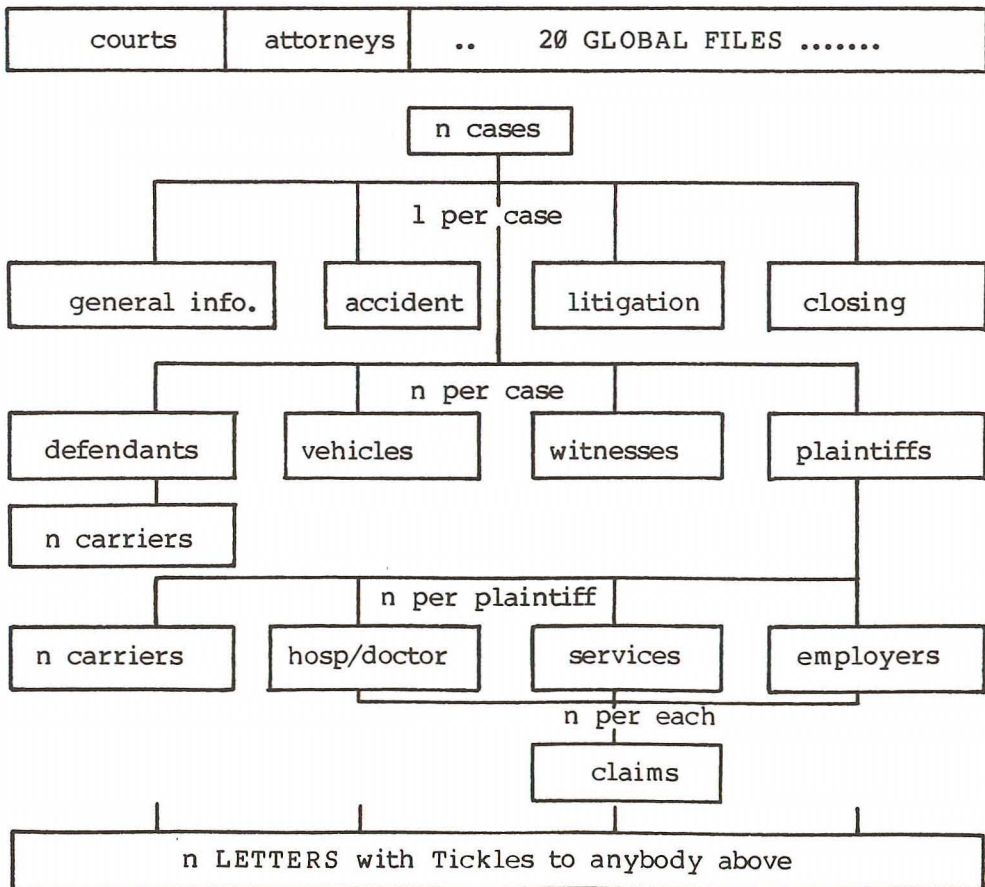 courts attorneys .. 20 GLOBAL FILES .......
n cases
1 per case
general info. accident litigation closing
n per case
defendants vehicles witnesses plaintiffs
n carriers
n per plaintiff
n carriers hosp/doctor services employers
n per each
claims
n LETTERS with Tickles to anybody above